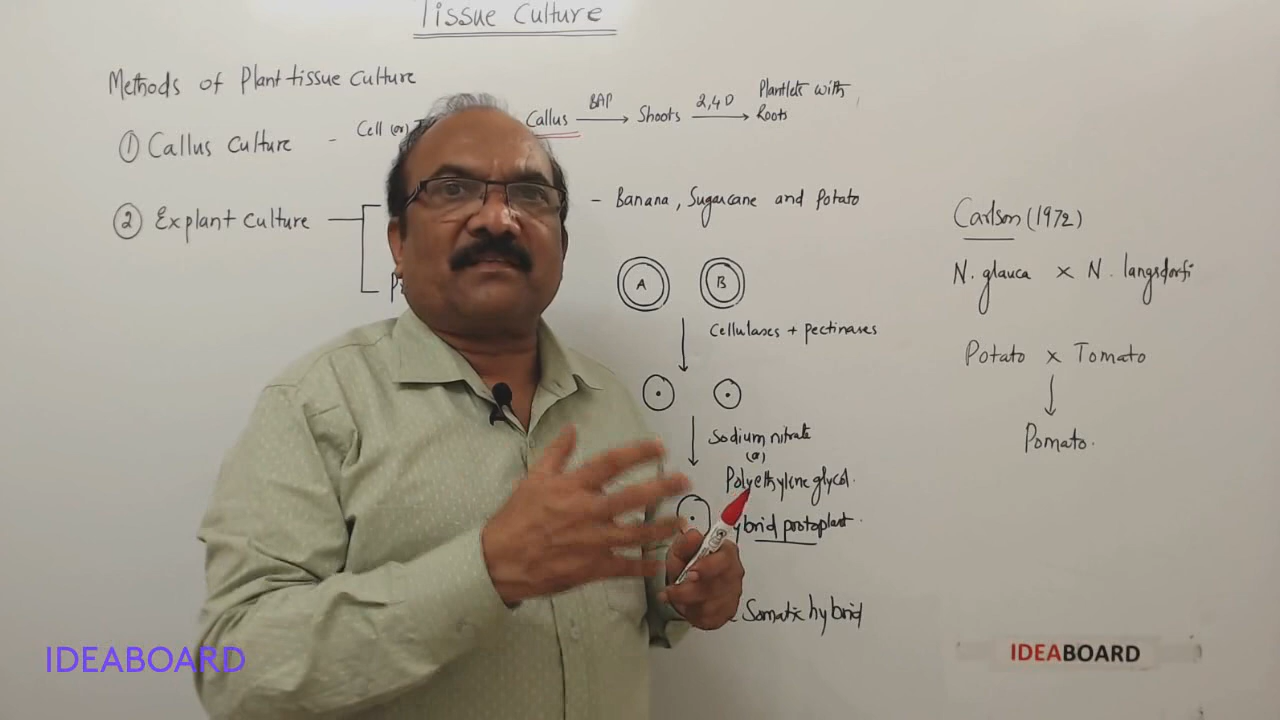 Tissue Culture
Methods of Plant tissue culture
① Callus Culture - Cell (or) Callus BAP Shoots 2,4D Plantlets with Roots
② Explant culture - Banana, Sugarcane and Potato
A B
Cellulases + pectinases
Sodium nitrate
(or)
Polyethylene glycol.
protoplast.
Somatic hybrid
Carlson (1972)
N. glauca x N. langsdorfi
Potato x Tomato
Pomato.
IDEABOARD
IDEABOARD